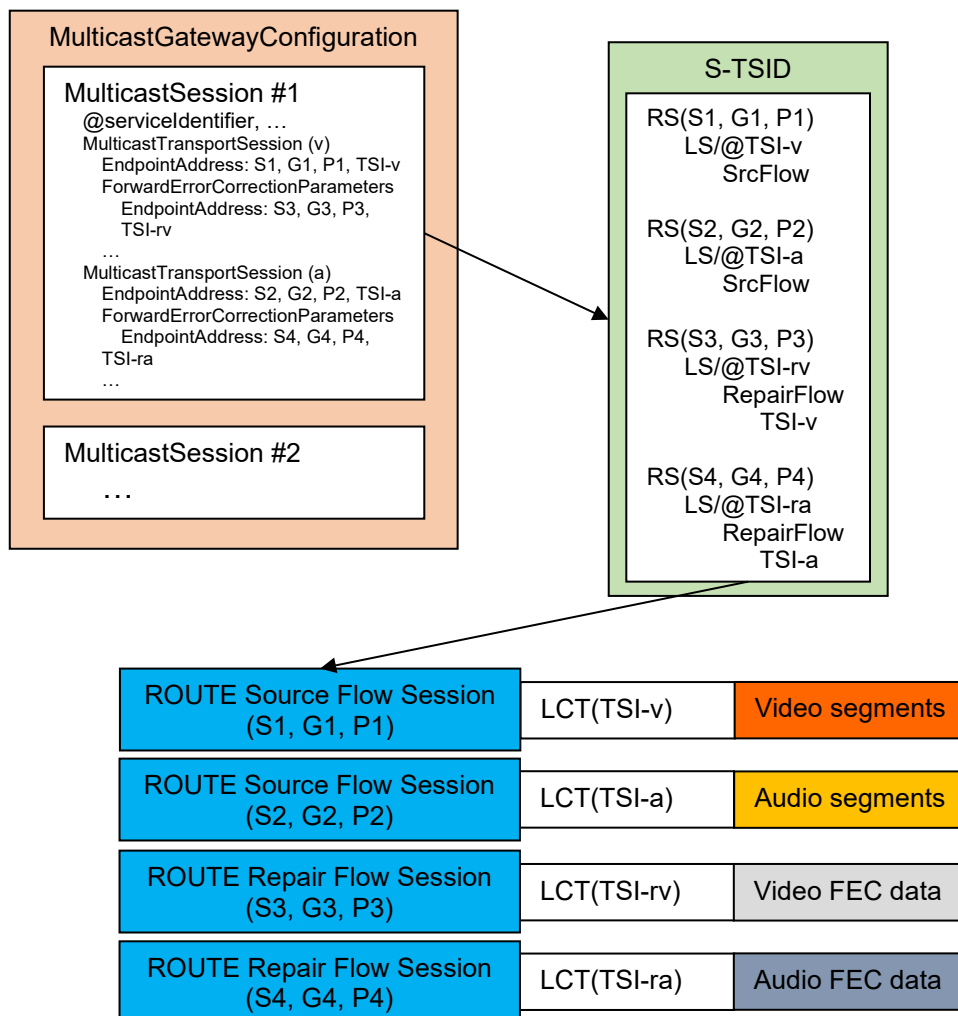 MulticastGatewayConfiguration
MulticastSession #1
@serviceIdentifier, …
MulticastTransportSession (v)
EndpointAddress: S1, G1, P1, TSI-v
ForwardErrorCorrectionParameters
EndpointAddress: S3, G3, P3,
TSI-rv
…
MulticastTransportSession (a)
EndpointAddress: S2, G2, P2, TSI-a
ForwardErrorCorrectionParameters
EndpointAddress: S4, G4, P4,
TSI-ra
…
MulticastSession #2
…
S-TSID
RS(S1, G1, P1)
LS/@TSI-v
SrcFlow
RS(S2, G2, P2)
LS/@TSI-a
SrcFlow
RS(S3, G3, P3)
LS/@TSI-rv
RepairFlow
TSI-v
RS(S4, G4, P4)
LS/@TSI-ra
RepairFlow
TSI-a
ROUTE Source Flow Session
(S1, G1, P1)
LCT(TSI-v)
Video segments
ROUTE Source Flow Session
(S2, G2, P2)
LCT(TSI-a)
Audio segments
ROUTE Repair Flow Session
(S3, G3, P3)
LCT(TSI-rv)
Video FEC data
ROUTE Repair Flow Session
(S4, G4, P4)
LCT(TSI-ra)
Audio FEC data